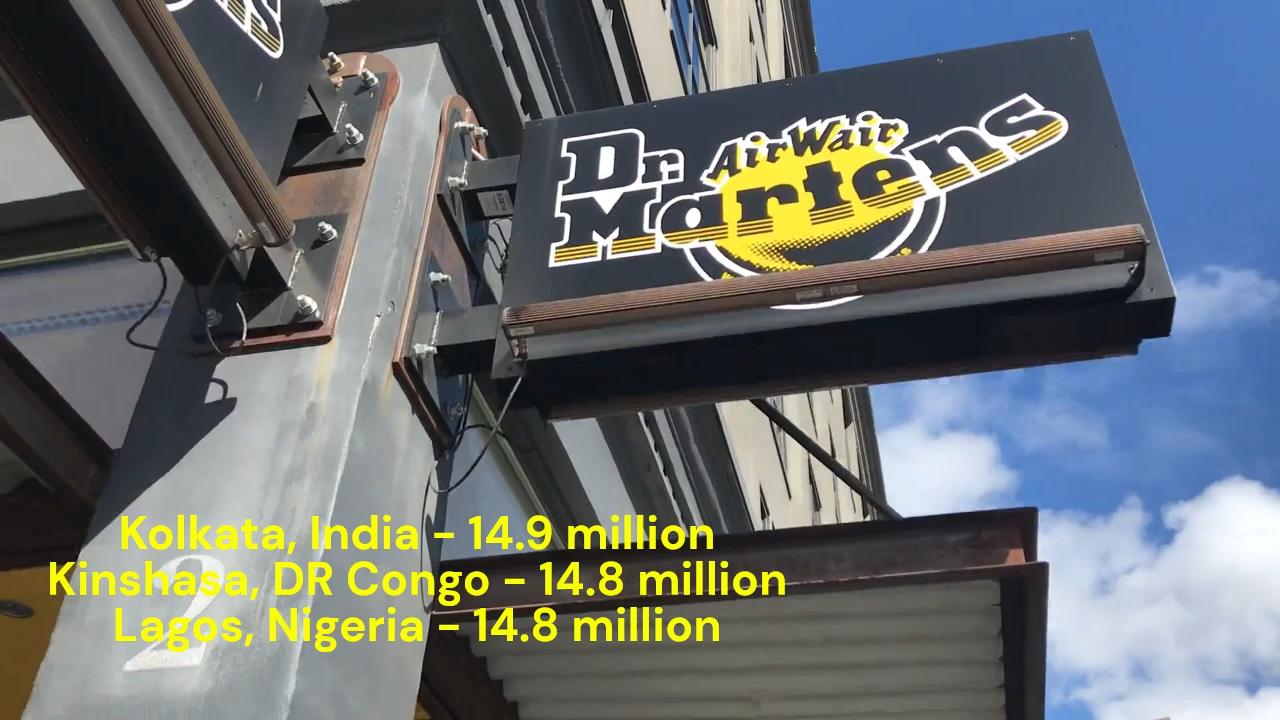 Dr. AirWair
Martens
Kolkata, India – 14.9 million
Kinshasa, DR Congo – 14.8 million
Lagos, Nigeria – 14.8 million
2